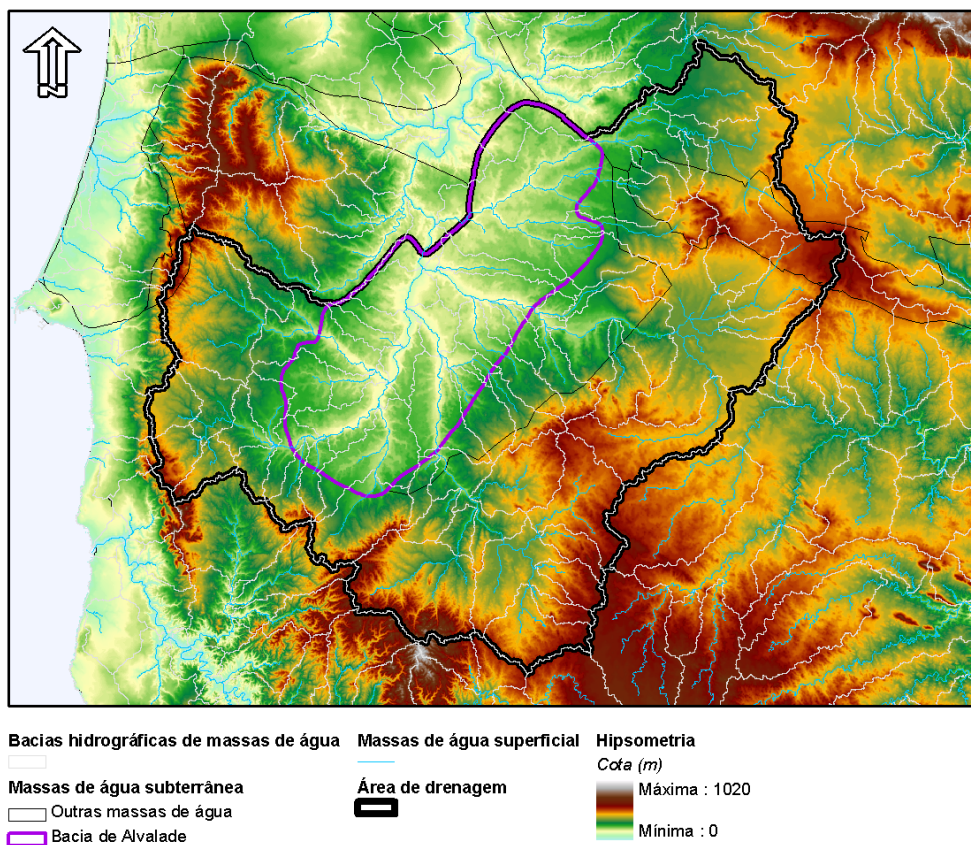 N
Bacias hidrográficas de massas de água
Massas de água subterrânea
Outras massas de água
Bacia de Alvalade
Massas de água superficial
Área de drenagem
Hipsometria
Cota (m)
Máxima : 1020
Mínima : 0